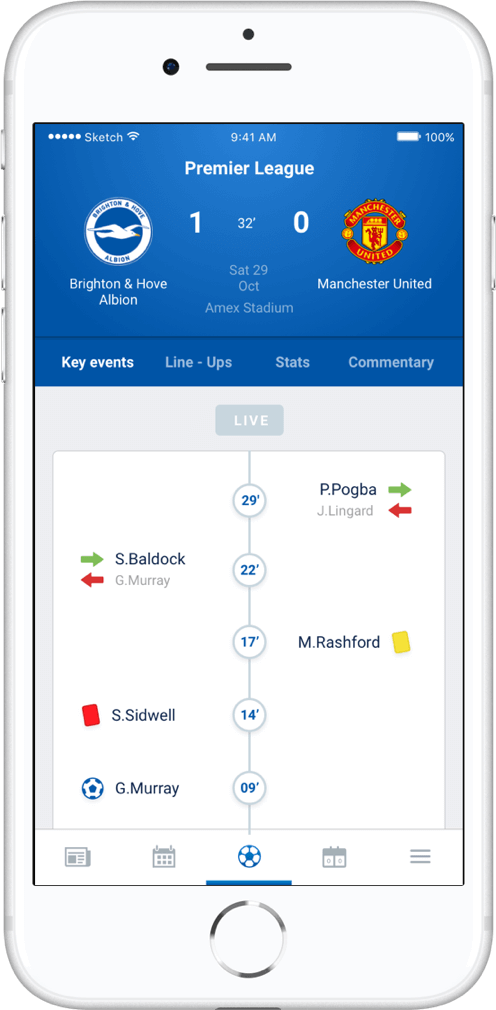 Sketch 9:41 AM 100%
Premier League
BRIGHTON & HOVE
ALBION
1 32’ 0
MANCHESTER
UNITED
Brighton & Hove
Albion
Manchester United
Sat 29
Oct
Amex Stadium
Key events Line - Ups Stats Commentary
LIVE
29’ P.Pogba
J.Lingard
S.Baldock
G.Murray
22’
17’ M.Rashford
S.Sidwell 14’
G.Murray 09’
0 0